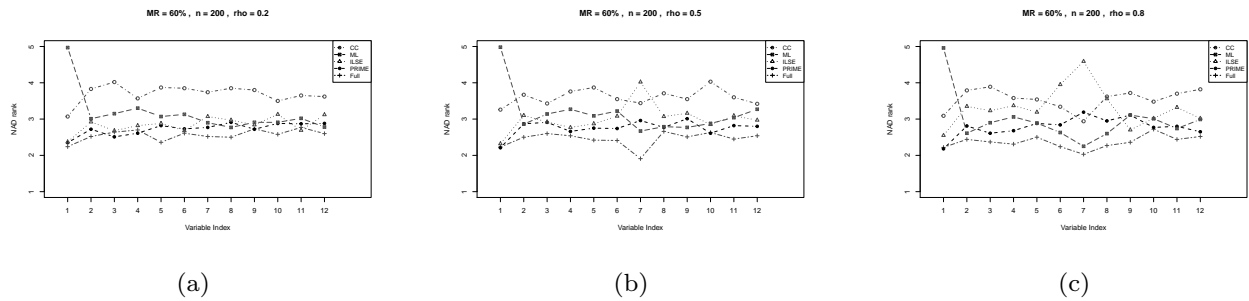 MR = 60% , n = 200 , rho = 0.2
NAD rank
5
4
3
2
1
CC
ML
ILSE
PRIME
Full
1 2 3 4 5 6 7 8 9 10 11 12
Variable Index
(a)
MR = 60% , n = 200 , rho = 0.5
NAD rank
5
4
3
2
1
CC
ML
ILSE
PRIME
Full
1 2 3 4 5 6 7 8 9 10 11 12
Variable Index
(b)
MR = 60% , n = 200 , rho = 0.8
NAD rank
5
4
3
2
1
CC
ML
ILSE
PRIME
Full
1 2 3 4 5 6 7 8 9 10 11 12
Variable Index
(c)